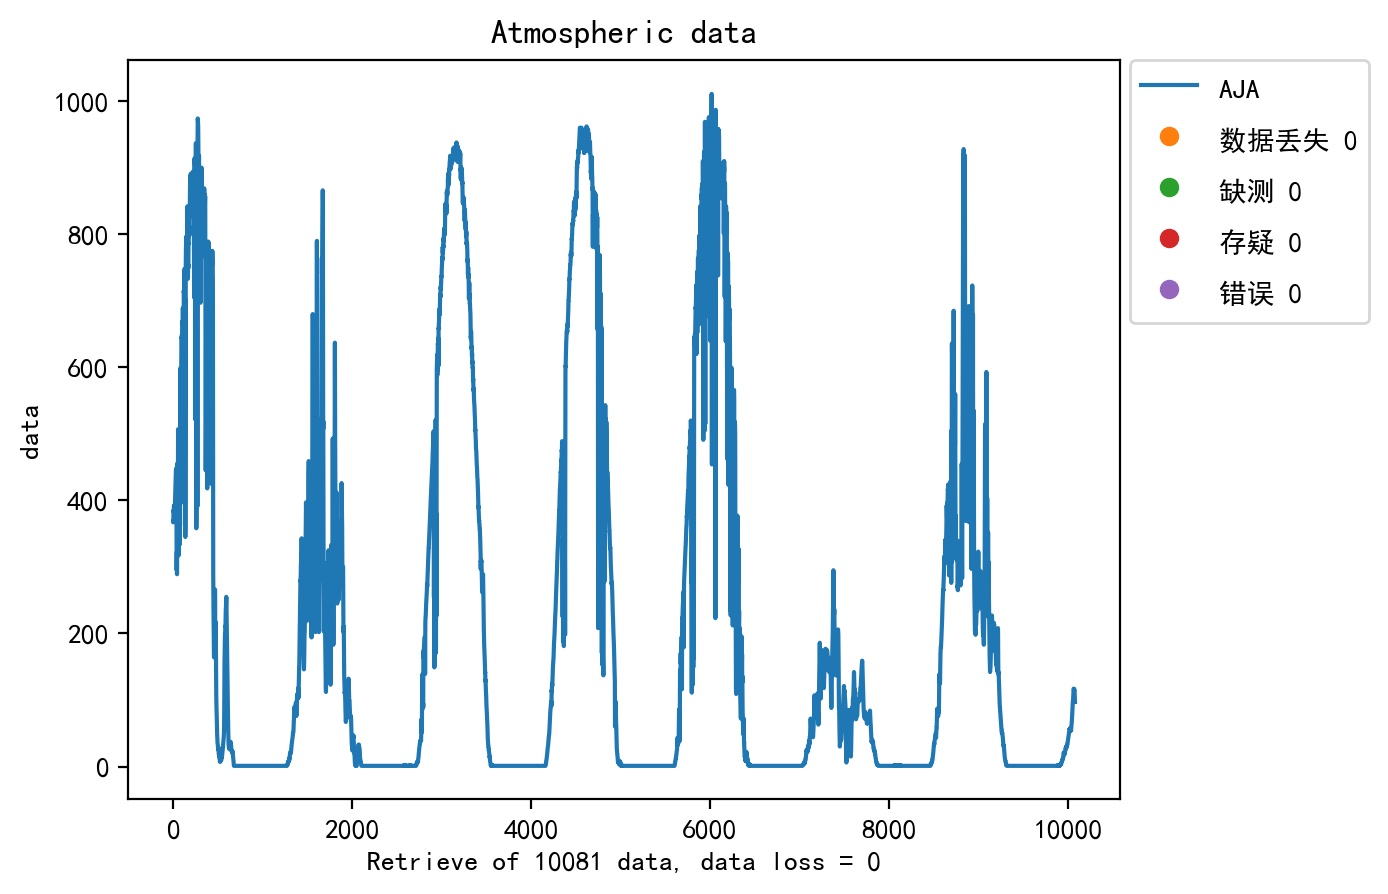 Atmospheric data
1000
800
600
400
200
0
data
0
2000
4000
6000
8000
10000
Retrieve of 10081 data, data loss = 0
AJA
数据丢失 0
缺测 0
存疑 0
错误 0